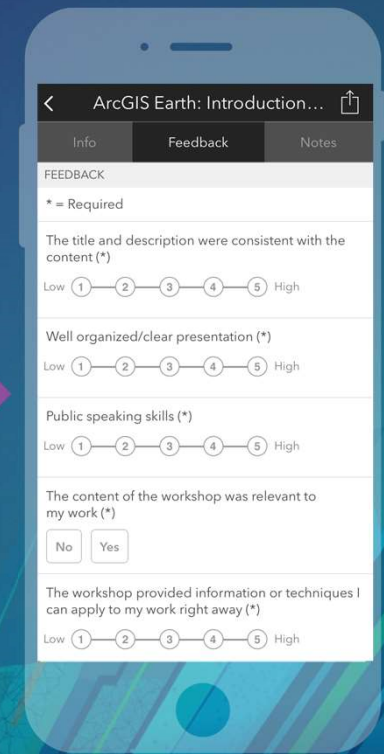 ArcGIS Earth: Introduction...
Info Feedback Notes
FEEDBACK
* = Required
The title and description were consistent with the
content (*)
Low 1 2 3 4 5 High
Well organized/clear presentation (*)
Low 1 2 3 4 5 High
Public speaking skills (*)
Low 1 2 3 4 5 High
The content of the workshop was relevant to
my work (*)
No Yes
The workshop provided information or techniques I
can apply to my work right away (*)
Low 1 2 3 4 5 High